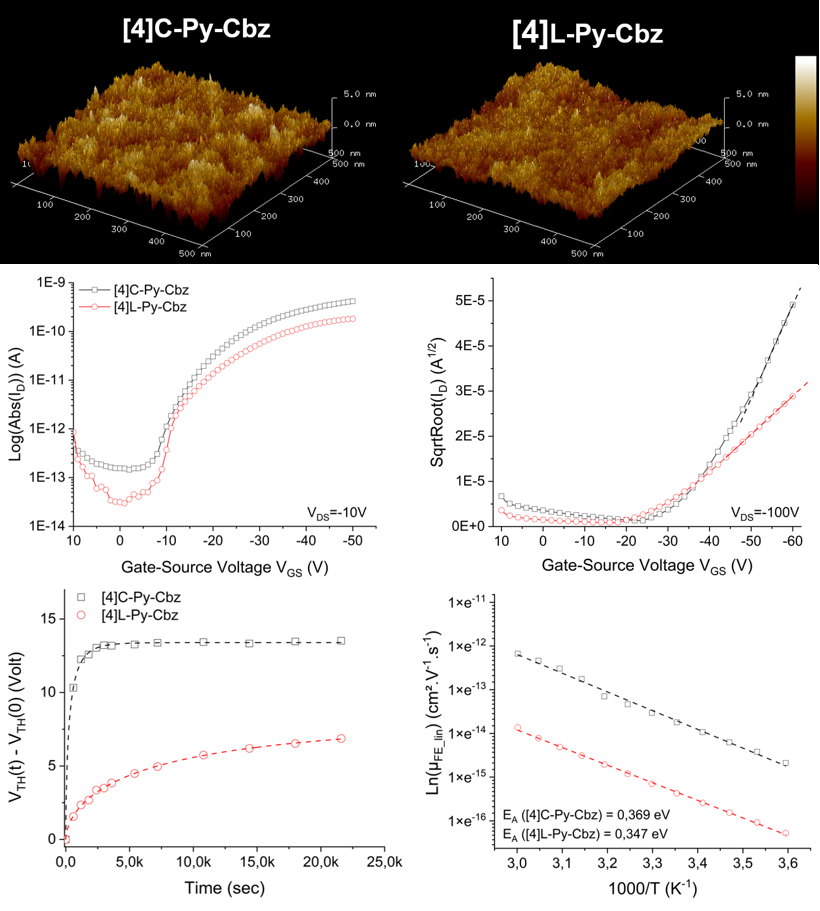 [4]C-Py-Cbz
[4]L-Py-Cbz
5.0 nm
0.0 nm
500 nm
400
300
200
100
100
200
300
400
500 nm
5.0 nm
0.0 nm
500 nm
400
300
200
100
100
200
300
400
500 nm
1E-9
1E-10
1E-11
1E-12
1E-13
1E-14
Log(Abs(I_D)) (A)
[4]C-Py-Cbz
[4]L-Py-Cbz
V_DS=-10V
10 0 -10 -20 -30 -40 -50
Gate-Source Voltage V_GS (V)
5E-5
4E-5
3E-5
2E-5
1E-5
0E+0
SqrtRoot(I_D) (A^1/2)
V_DS=-100V
10 0 -10 -20 -30 -40 -50 -60
Gate-Source Voltage V_GS (V)
15
10
5
0
V_TH(t) - V_TH(0) (Volt)
[4]C-Py-Cbz
[4]L-Py-Cbz
0,0 5,0k 10,0k 15,0k 20,0k 25,0k
Time (sec)
1×e⁻¹¹
1×e⁻¹²
1×e⁻¹³
1×e⁻¹⁴
1×e⁻¹⁵
1×e⁻¹⁶
Ln(μ_FE_lin) (cm².V⁻¹.s⁻¹)
E_A ([4]C-Py-Cbz) = 0,369 eV
E_A ([4]L-Py-Cbz) = 0,347 eV
3,0 3,1 3,2 3,3 3,4 3,5 3,6
1000/T (K⁻¹)